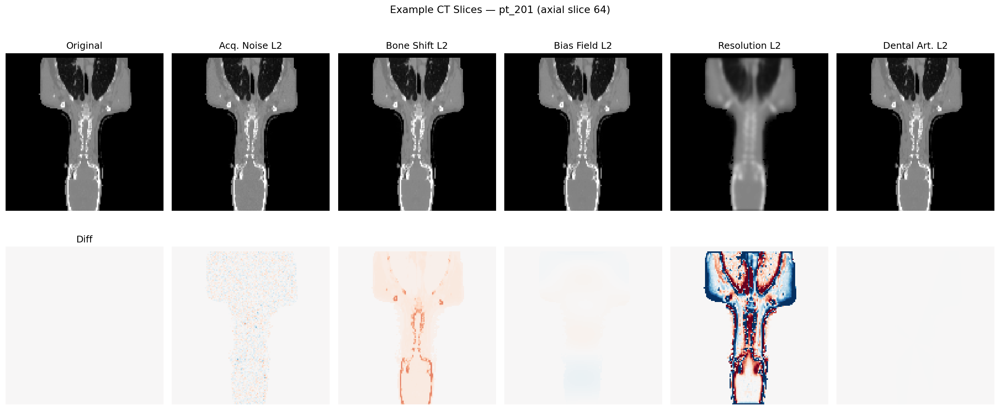 Example CT Slices — pt_201 (axial slice 64)
Original
Acq. Noise L2
Bone Shift L2
Bias Field L2
Resolution L2
Dental Art. L2
Diff